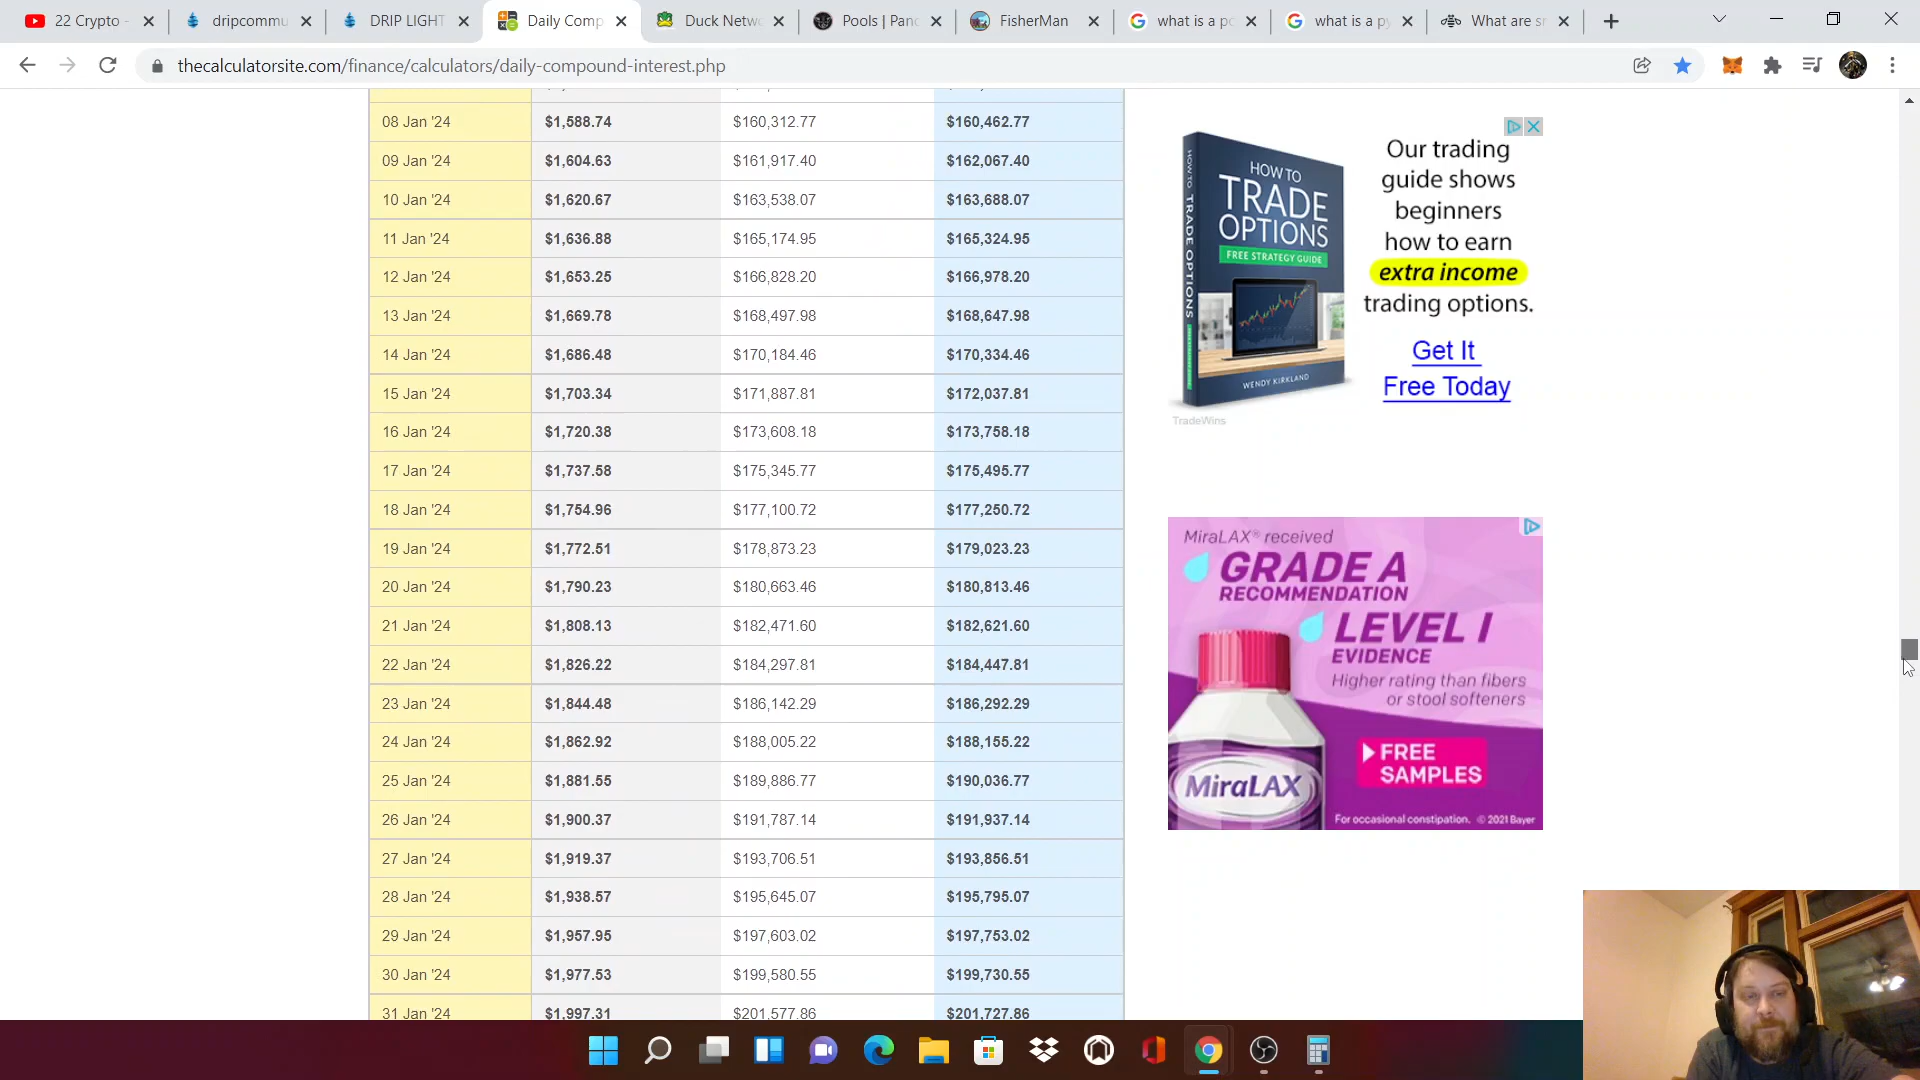 22 Crypto -
dripcommu
DRIP LIGHT
Daily Comp
Duck Netw
Pools | Panc
FisherMan
what is a po
what is a py
What are sr
thecalculatorsite.com/finance/calculators/daily-compound-interest.php
08 Jan '24 $1,588.74 $160,312.77 $160,462.77
09 Jan '24 $1,604.63 $161,917.40 $162,067.40
10 Jan '24 $1,620.67 $163,538.07 $163,688.07
11 Jan '24 $1,636.88 $165,174.95 $165,324.95
12 Jan '24 $1,653.25 $166,828.20 $166,978.20
13 Jan '24 $1,669.78 $168,497.98 $168,647.98
14 Jan '24 $1,686.48 $170,184.46 $170,334.46
15 Jan '24 $1,703.34 $171,887.81 $172,037.81
16 Jan '24 $1,720.38 $173,608.18 $173,758.18
17 Jan '24 $1,737.58 $175,345.77 $175,495.77
18 Jan '24 $1,754.96 $177,100.72 $177,250.72
19 Jan '24 $1,772.51 $178,873.23 $179,023.23
20 Jan '24 $1,790.23 $180,663.46 $180,813.46
21 Jan '24 $1,808.13 $182,471.60 $182,621.60
22 Jan '24 $1,826.22 $184,297.81 $184,447.81
23 Jan '24 $1,844.48 $186,142.29 $186,292.29
24 Jan '24 $1,862.92 $188,005.22 $188,155.22
25 Jan '24 $1,881.55 $189,886.77 $190,036.77
26 Jan '24 $1,900.37 $191,787.14 $191,937.14
27 Jan '24 $1,919.37 $193,706.51 $193,856.51
28 Jan '24 $1,938.57 $195,645.07 $195,795.07
29 Jan '24 $1,957.95 $197,603.02 $197,753.02
30 Jan '24 $1,977.53 $199,580.55 $199,730.55
31 Jan '24 $1,997.31 $201,577.86 $201,727.86
HOW TO TRADE OPTIONS
HOW TO
TRADE
OPTIONS
FREE STRATEGY GUIDE
WENDY KIRKLAND
TradeWins
Our trading
guide shows
beginners
how to earn
extra income
trading options.
Get It
Free Today
MiraLAX® received
GRADE A
RECOMMENDATION
LEVEL I
EVIDENCE
Higher rating than fibers
or stool softeners
FREE
SAMPLES
MiraLAX
For occasional constipation. © 2021 Bayer